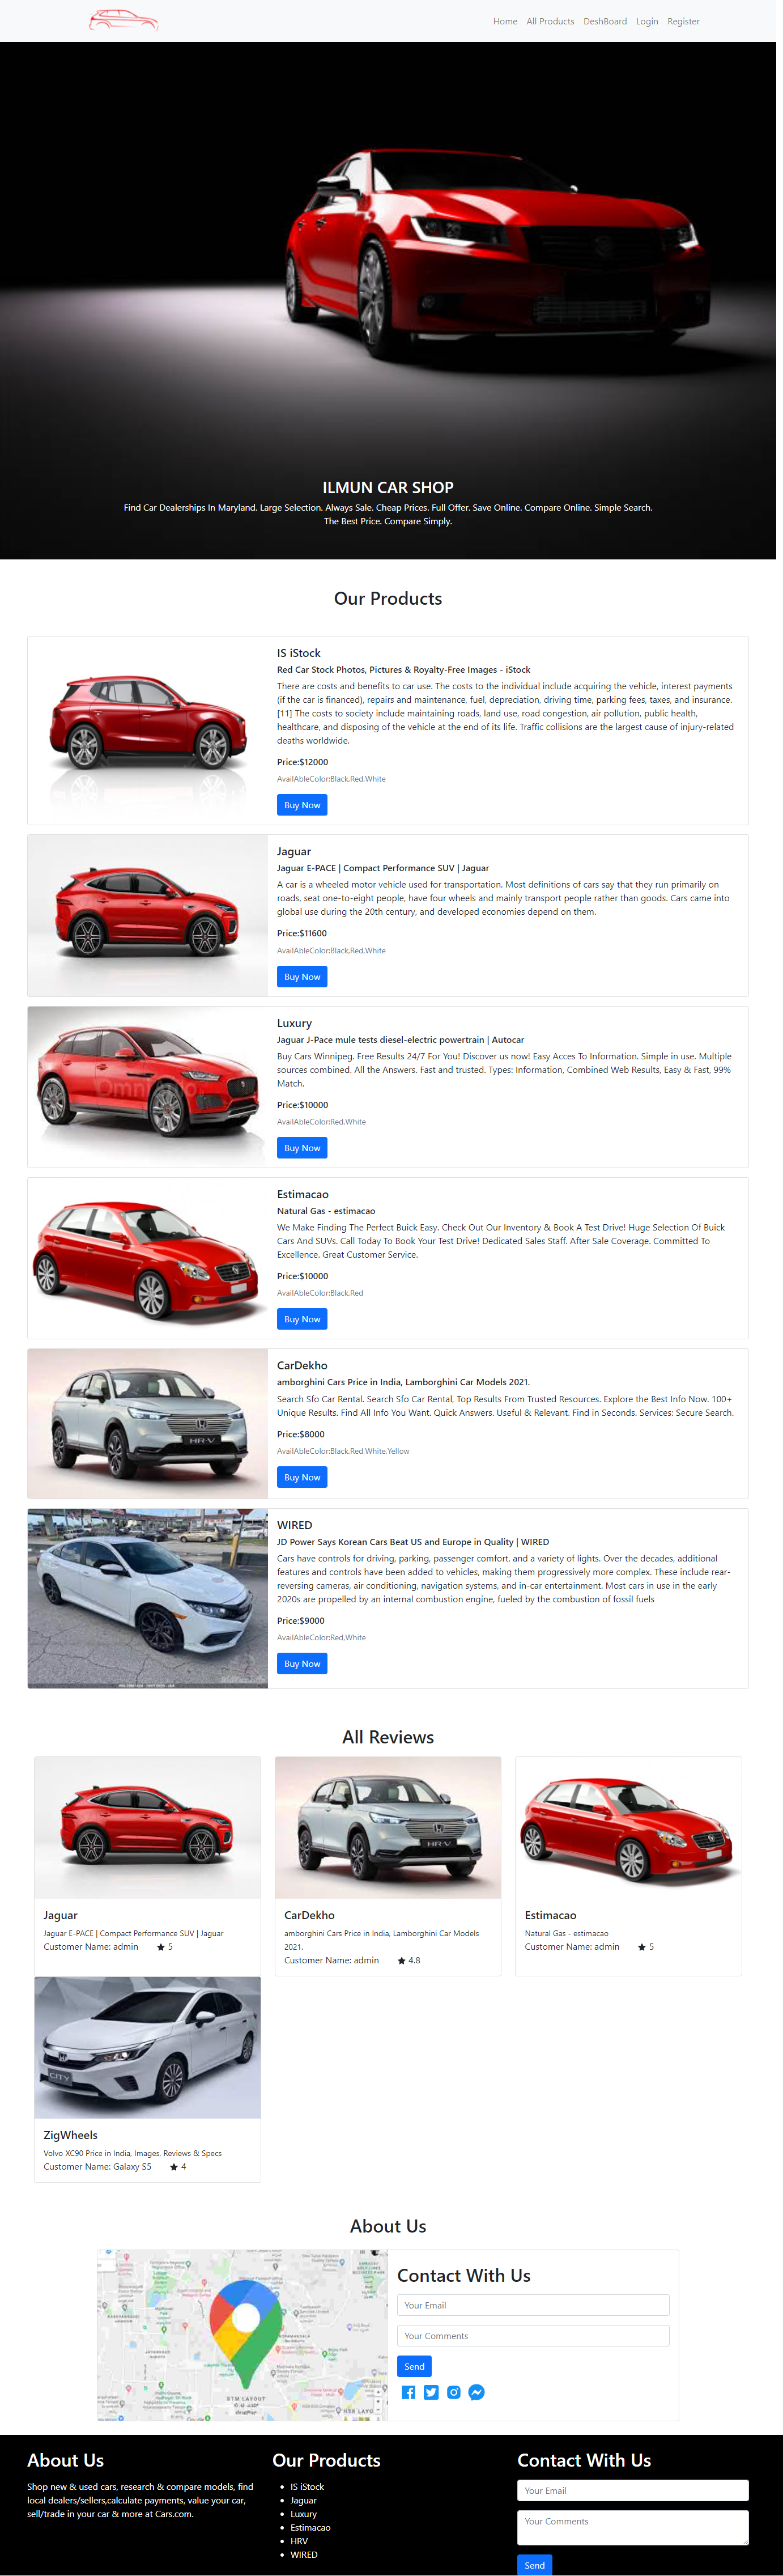 Home All Products DeshBoard Login Register
ILMUN CAR SHOP
Find Car Dealerships In Maryland. Large Selection. Always Sale. Cheap Prices. Full Offer. Save Online. Compare Online. Simple Search.
The Best Price. Compare Simply.
Our Products
IS iStock
Red Car Stock Photos, Pictures & Royalty-Free Images - iStock
There are costs and benefits to car use. The costs to the individual include acquiring the vehicle, interest payments
(if the car is financed), repairs and maintenance, fuel, depreciation, driving time, parking fees, taxes, and insurance.
[11] The costs to society include maintaining roads, land use, road congestion, air pollution, public health,
healthcare, and disposing of the vehicle at the end of its life. Traffic collisions are the largest cause of injury-related
deaths worldwide.
Price:$12000
AvailAbleColor:Black,Red,White
Buy Now
Jaguar
Jaguar E-PACE | Compact Performance SUV | Jaguar
A car is a wheeled motor vehicle used for transportation. Most definitions of cars say that they run primarily on
roads, seat one-to-eight people, have four wheels and mainly transport people rather than goods. Cars came into
global use during the 20th century, and developed economies depend on them.
Price:$11600
AvailAbleColor:Black,Red,White
Buy Now
Luxury
Jaguar J-Pace mule tests diesel-electric powertrain | Autocar
Buy Cars Winnipeg. Free Results 24/7 For You! Discover us now! Easy Acces To Information. Simple in use. Multiple
sources combined. All the Answers. Fast and trusted. Types: Information, Combined Web Results, Easy & Fast, 99%
Match.
Price:$10000
AvailAbleColor:Red,White
Buy Now
Estimacao
Natural Gas - estimacao
We Make Finding The Perfect Buick Easy. Check Out Our Inventory & Book A Test Drive! Huge Selection Of Buick
Cars And SUVs. Call Today To Book Your Test Drive! Dedicated Sales Staff. After Sale Coverage. Committed To
Excellence. Great Customer Service.
Price:$10000
AvailAbleColor:Black,Red
Buy Now
HR-V
CarDekho
amborghini Cars Price in India, Lamborghini Car Models 2021.
Search Sfo Car Rental. Search Sfo Car Rental, Top Results From Trusted Resources. Explore the Best Info Now. 100+
Unique Results. Find All Info You Want. Quick Answers. Useful & Relevant. Find in Seconds. Services: Secure Search.
Price:$8000
AvailAbleColor:Black,Red,White,Yellow
Buy Now
WIRED
JD Power Says Korean Cars Beat US and Europe in Quality | WIRED
Cars have controls for driving, parking, passenger comfort, and a variety of lights. Over the decades, additional
features and controls have been added to vehicles, making them progressively more complex. These include rear-
reversing cameras, air conditioning, navigation systems, and in-car entertainment. Most cars in use in the early
2020s are propelled by an internal combustion engine, fueled by the combustion of fossil fuels
Price:$9000
AvailAbleColor:Red,White
Buy Now
All Reviews
Jaguar
Jaguar E-PACE | Compact Performance SUV | Jaguar
Customer Name: admin ★ 5
HR-V
CarDekho
amborghini Cars Price in India, Lamborghini Car Models
2021.
Customer Name: admin ★ 4.8
Estimacao
Natural Gas - estimacao
Customer Name: admin ★ 5
CITY
ZigWheels
Volvo XC90 Price in India, Images, Reviews & Specs
Customer Name: Galaxy S5 ★ 4
About Us
BTM LAYOUT
HSB LAYOUT
Contact With Us
Your Email
Your Comments
Send
About Us
Shop new & used cars, research & compare models, find
local dealers/sellers,calculate payments, value your car,
sell/trade in your car & more at Cars.com.
Our Products
IS iStock
Jaguar
Luxury
Estimacao
HRV
WIRED
Contact With Us
Your Email
Your Comments
Send